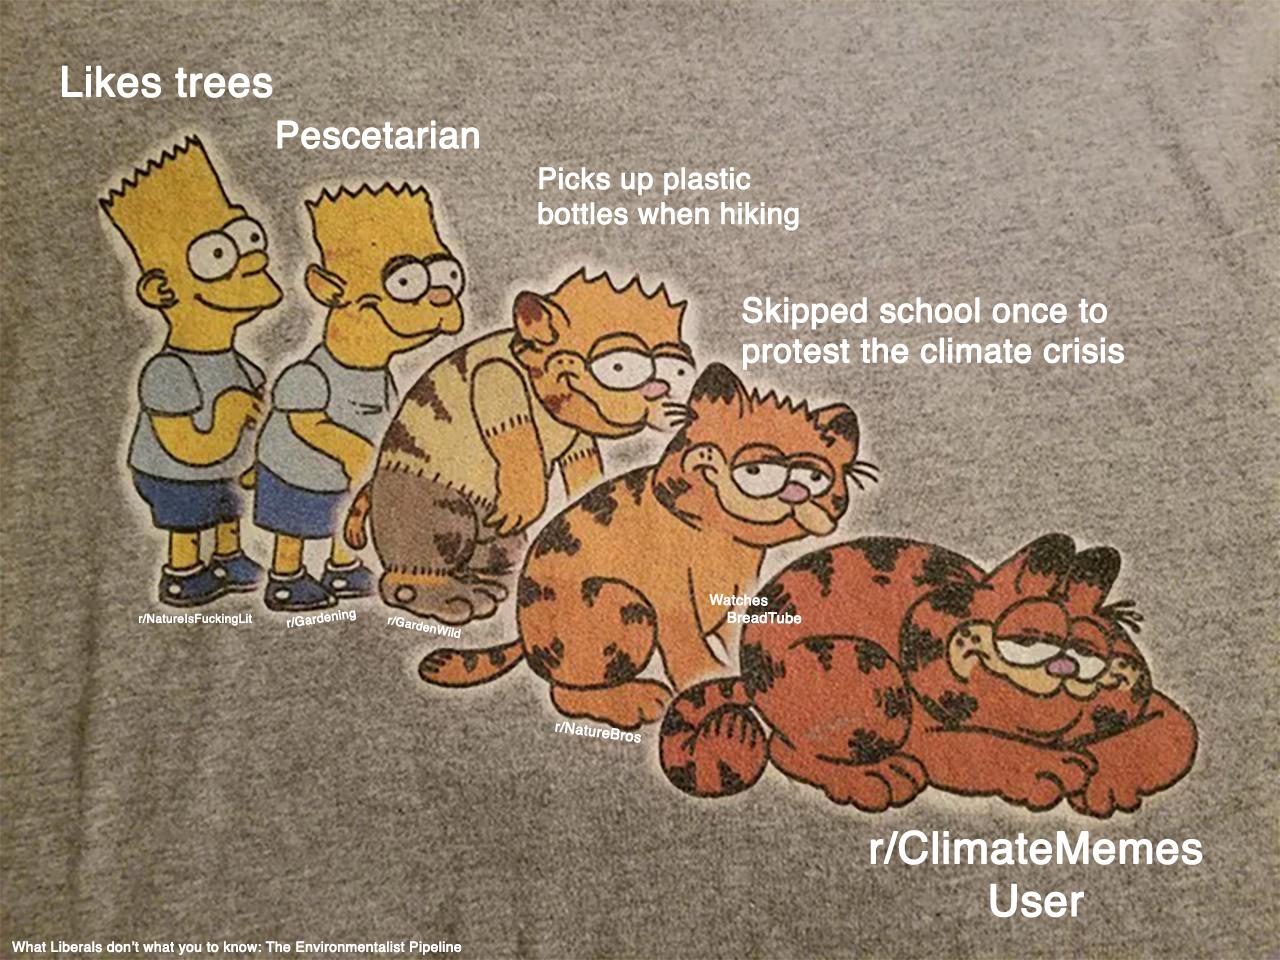 Likes trees
Pescetarian
Picks up plastic
bottles when hiking
Skipped school once to
protest the climate crisis
Watches
BreadTube
r/NatureIsFuckingLit
r/Gardening
r/GardenWild
r/NatureBros
r/ClimateMemes
User
What Liberals don't what you to know: The Environmentalist Pipeline